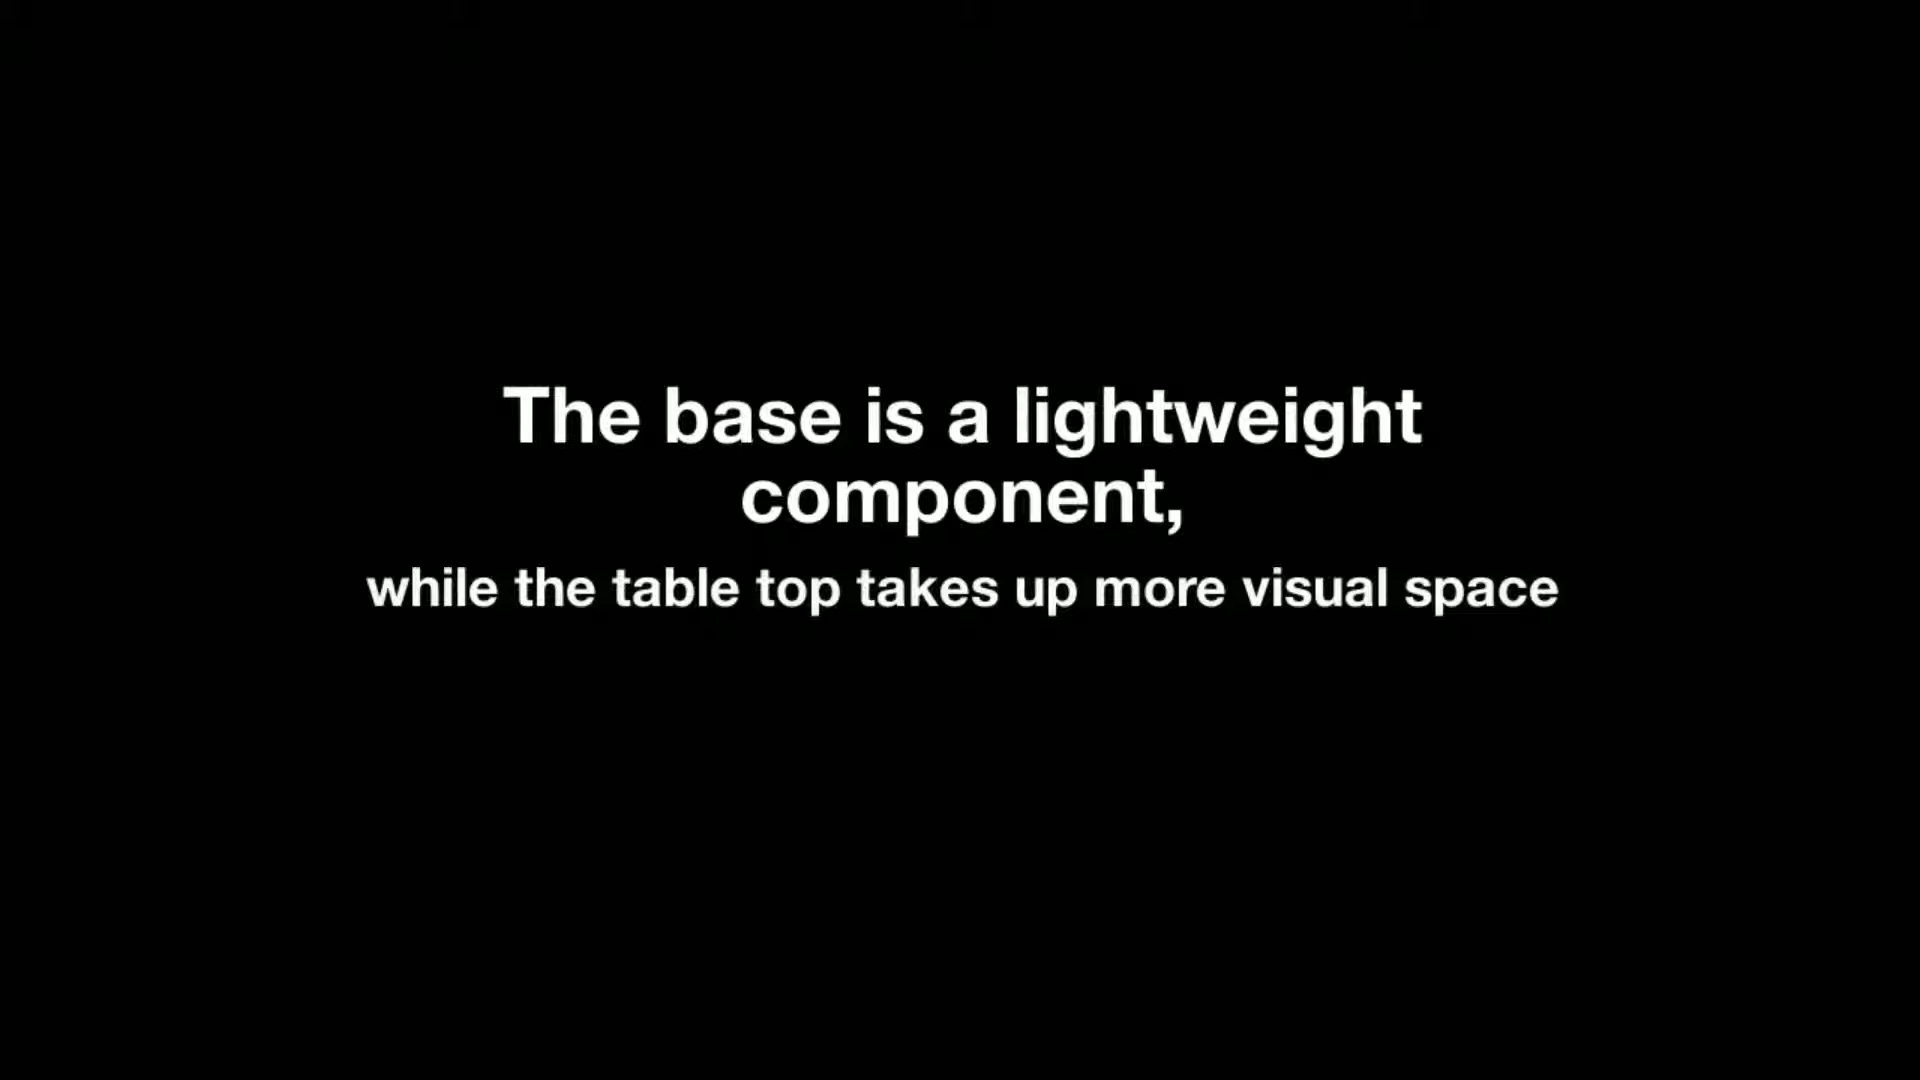 The base is a lightweight
component,
while the table top takes up more visual space